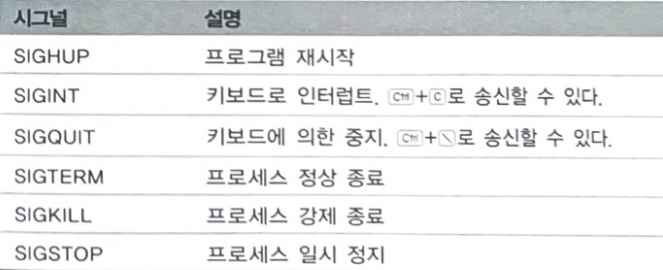 시그널 설명
SIGHUP 프로그램 재시작
SIGINT 키보드로 인터럽트. Ctrl+C로 송신할 수 있다.
SIGQUIT 키보드에 의한 중지. Ctrl+\로 송신할 수 있다.
SIGTERM 프로세스 정상 종료
SIGKILL 프로세스 강제 종료
SIGSTOP 프로세스 일시 정지